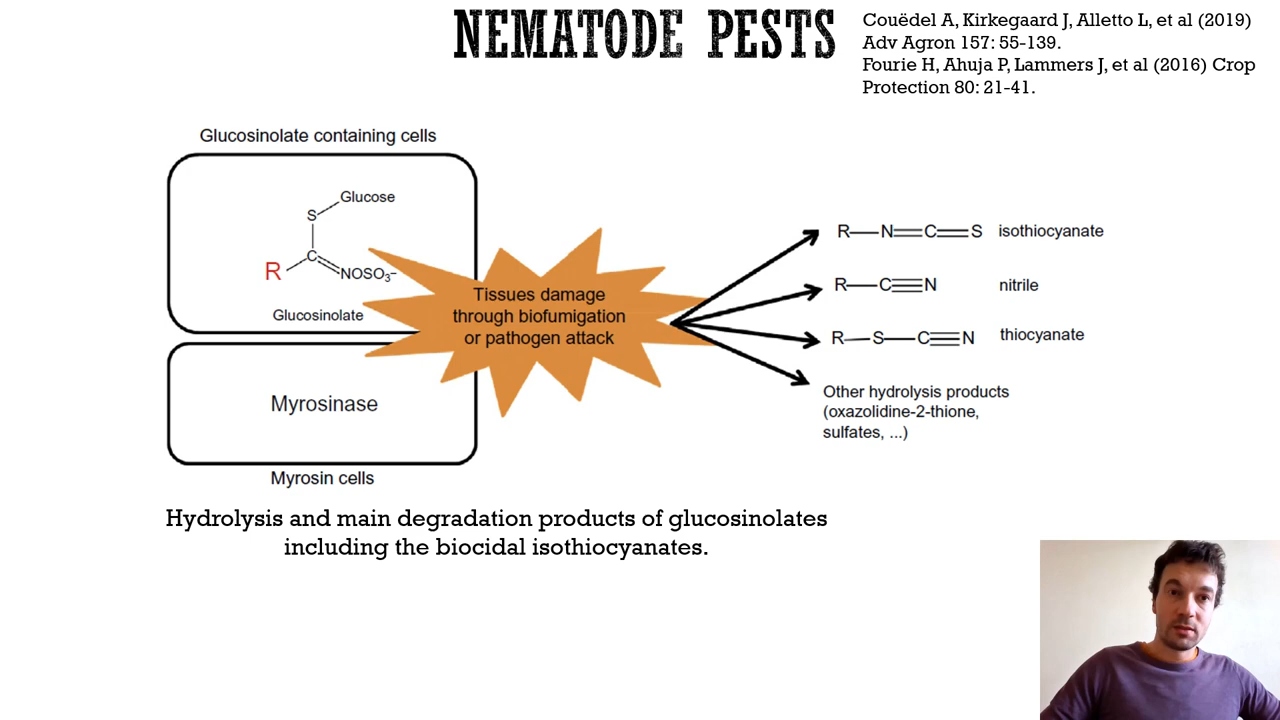 NEMATODE PESTS
Couëdel A, Kirkegaard J, Alletto L, et al (2019)
Adv Agron 157: 55-139.
Fourie H, Ahuja P, Lammers J, et al (2016) Crop
Protection 80: 21-41.
Glucosinolate containing cells
Glucose
S
C
R
NOSO₃⁻
Glucosinolate
Myrosinase
Myrosin cells
Tissues damage
through biofumigation
or pathogen attack
R—N=C=S isothiocyanate
R—C≡N nitrile
R—S—C≡N thiocyanate
Other hydrolysis products
(oxazolidine-2-thione,
sulfates, ...)
Hydrolysis and main degradation products of glucosinolates
including the biocidal isothiocyanates.